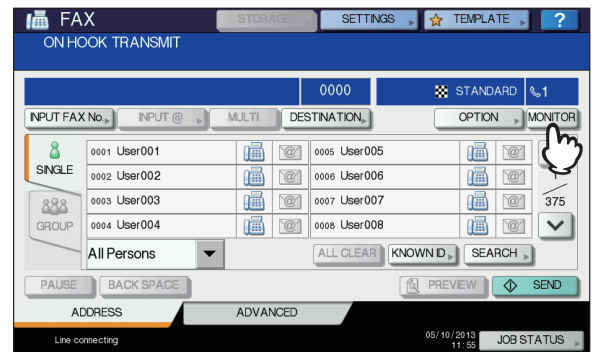 FAX STORAGE SETTINGS TEMPLATE ?
ON HOOK TRANSMIT
0000 STANDARD 1
INPUT FAX No. INPUT @ MULTI DESTINATION OPTION MONITOR
SINGLE
GROUP
0001 User001
0002 User002
0003 User003
0004 User004
0005 User005
0006 User006
0007 User007
0008 User008
1
375
All Persons ALL CLEAR KNOWN ID SEARCH
PAUSE BACK SPACE PREVIEW SEND
ADDRESS ADVANCED
Line connecting 05/10/2013
11:55 JOB STATUS